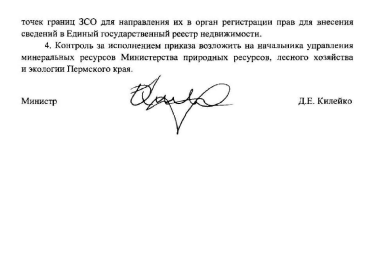 точек границ ЗСО для направления их в орган регистрации прав для внесения
сведений в Единый государственный реестр недвижимости.
4. Контроль за исполнением приказа возложить на начальника управления
минеральных ресурсов Министерства природных ресурсов, лесного хозяйства
и экологии Пермского края.
Министр Д.Е. Килейко